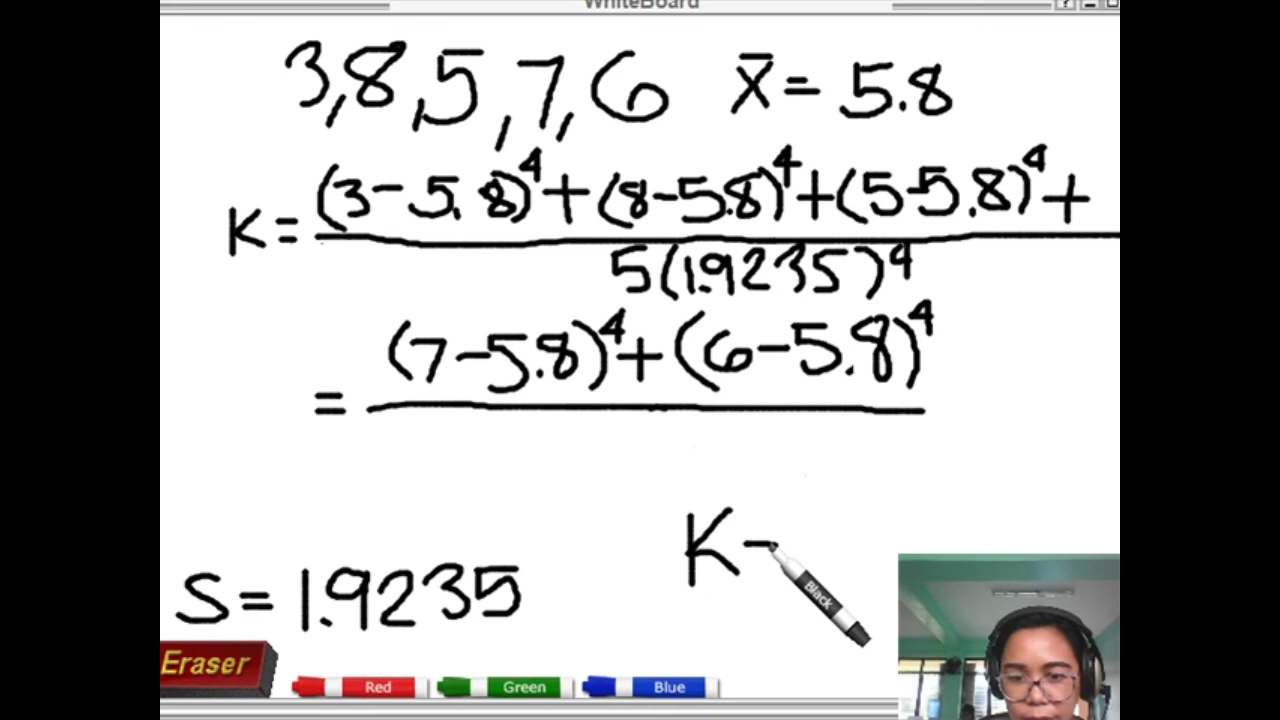 WhiteBoard
3,8,5,7,6 x̄ = 5.8
K = (3-5.8)⁴+(8-5.8)⁴+(5-5.8)⁴+
5(1.9235)⁴
= (7-5.8)⁴+(6-5.8)⁴
K -
S = 1.9235
Black
Eraser
Red Green Blue